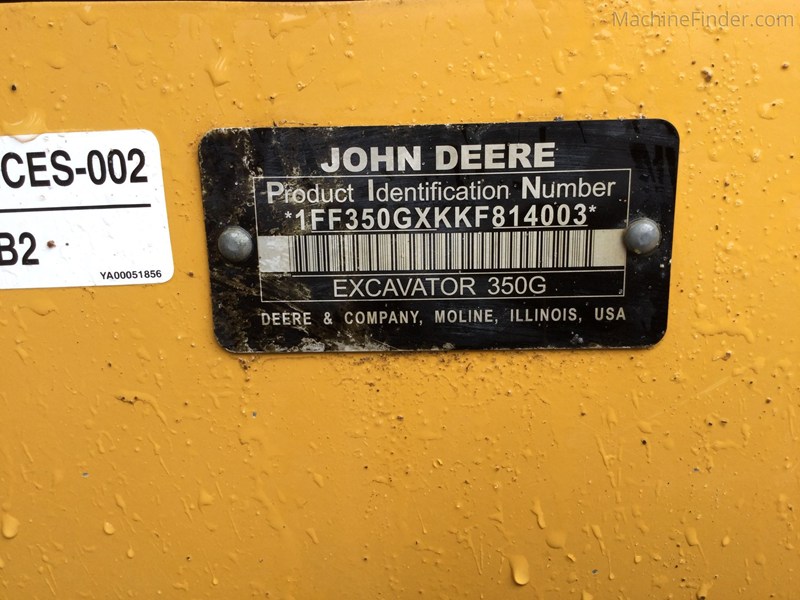 MachineFinder.com
CES-002
B2
YA00051856
JOHN DEERE
Product Identification Number
*1FF350GXKKF814003*
EXCAVATOR 350G
DEERE & COMPANY, MOLINE, ILLINOIS, USA